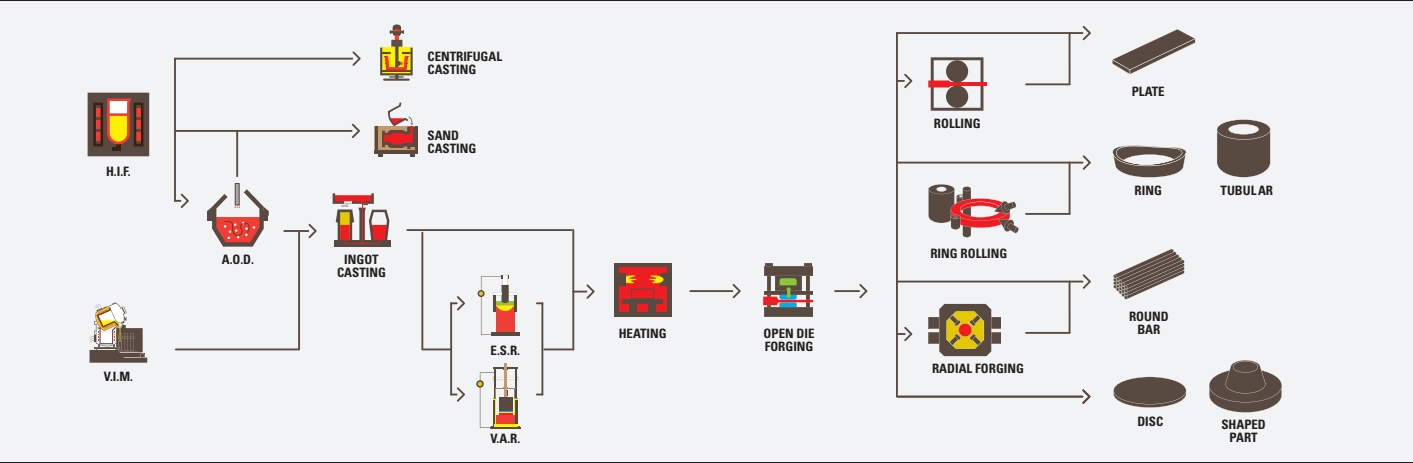 CENTRIFUGAL
CASTING
H.I.F.
SAND
CASTING
A.O.D.
INGOT
CASTING
V.I.M.
E.S.R.
V.A.R.
HEATING
OPEN DIE
FORGING
ROLLING
PLATE
RING ROLLING
RING
TUBULAR
RADIAL FORGING
ROUND
BAR
DISC
SHAPED
PART